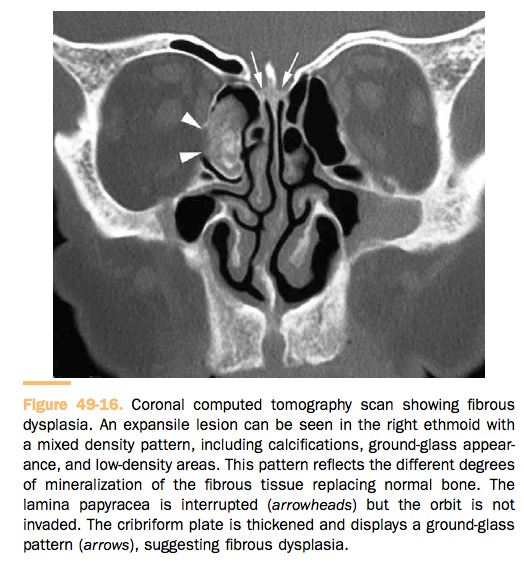 Figure 49-16. Coronal computed tomography scan showing fibrous
dysplasia. An expansile lesion can be seen in the right ethmoid with
a mixed density pattern, including calcifications, ground-glass appear-
ance, and low-density areas. This pattern reflects the different degrees
of mineralization of the fibrous tissue replacing normal bone. The
lamina papyracea is interrupted (arrowheads) but the orbit is not
invaded. The cribriform plate is thickened and displays a ground-glass
pattern (arrows), suggesting fibrous dysplasia.